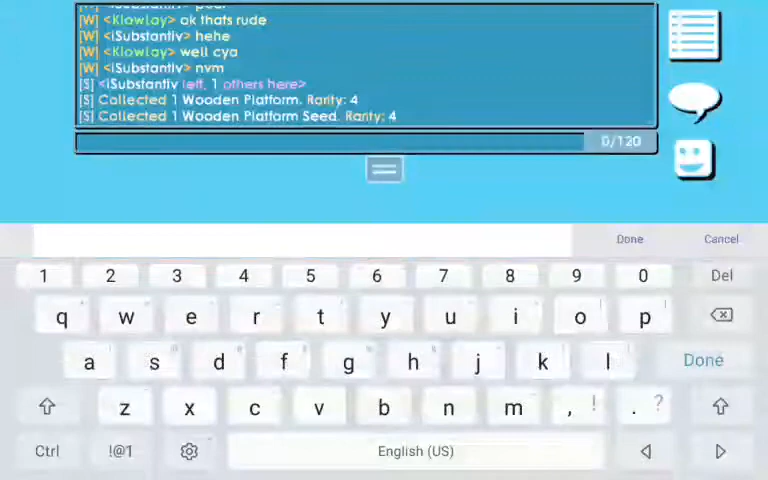 [W] <Klowlay> ok thats rude
[W] <iSubstantiv> hehe
[W] <Klowlay> well cya
[W] <iSubstantiv> nvm
[S] <iSubstantiv left, 1 others here>
[S] Collected 1 Wooden Platform. Rarity: 4
[S] Collected 1 Wooden Platform Seed. Rarity: 4
0/120
Done Cancel
1 2 3 4 5 6 7 8 9 0 Del
q w e r t y u i o p
a s d f g h j k l Done
z x c v b n m , ! . ?
Ctrl !@1 English (US)